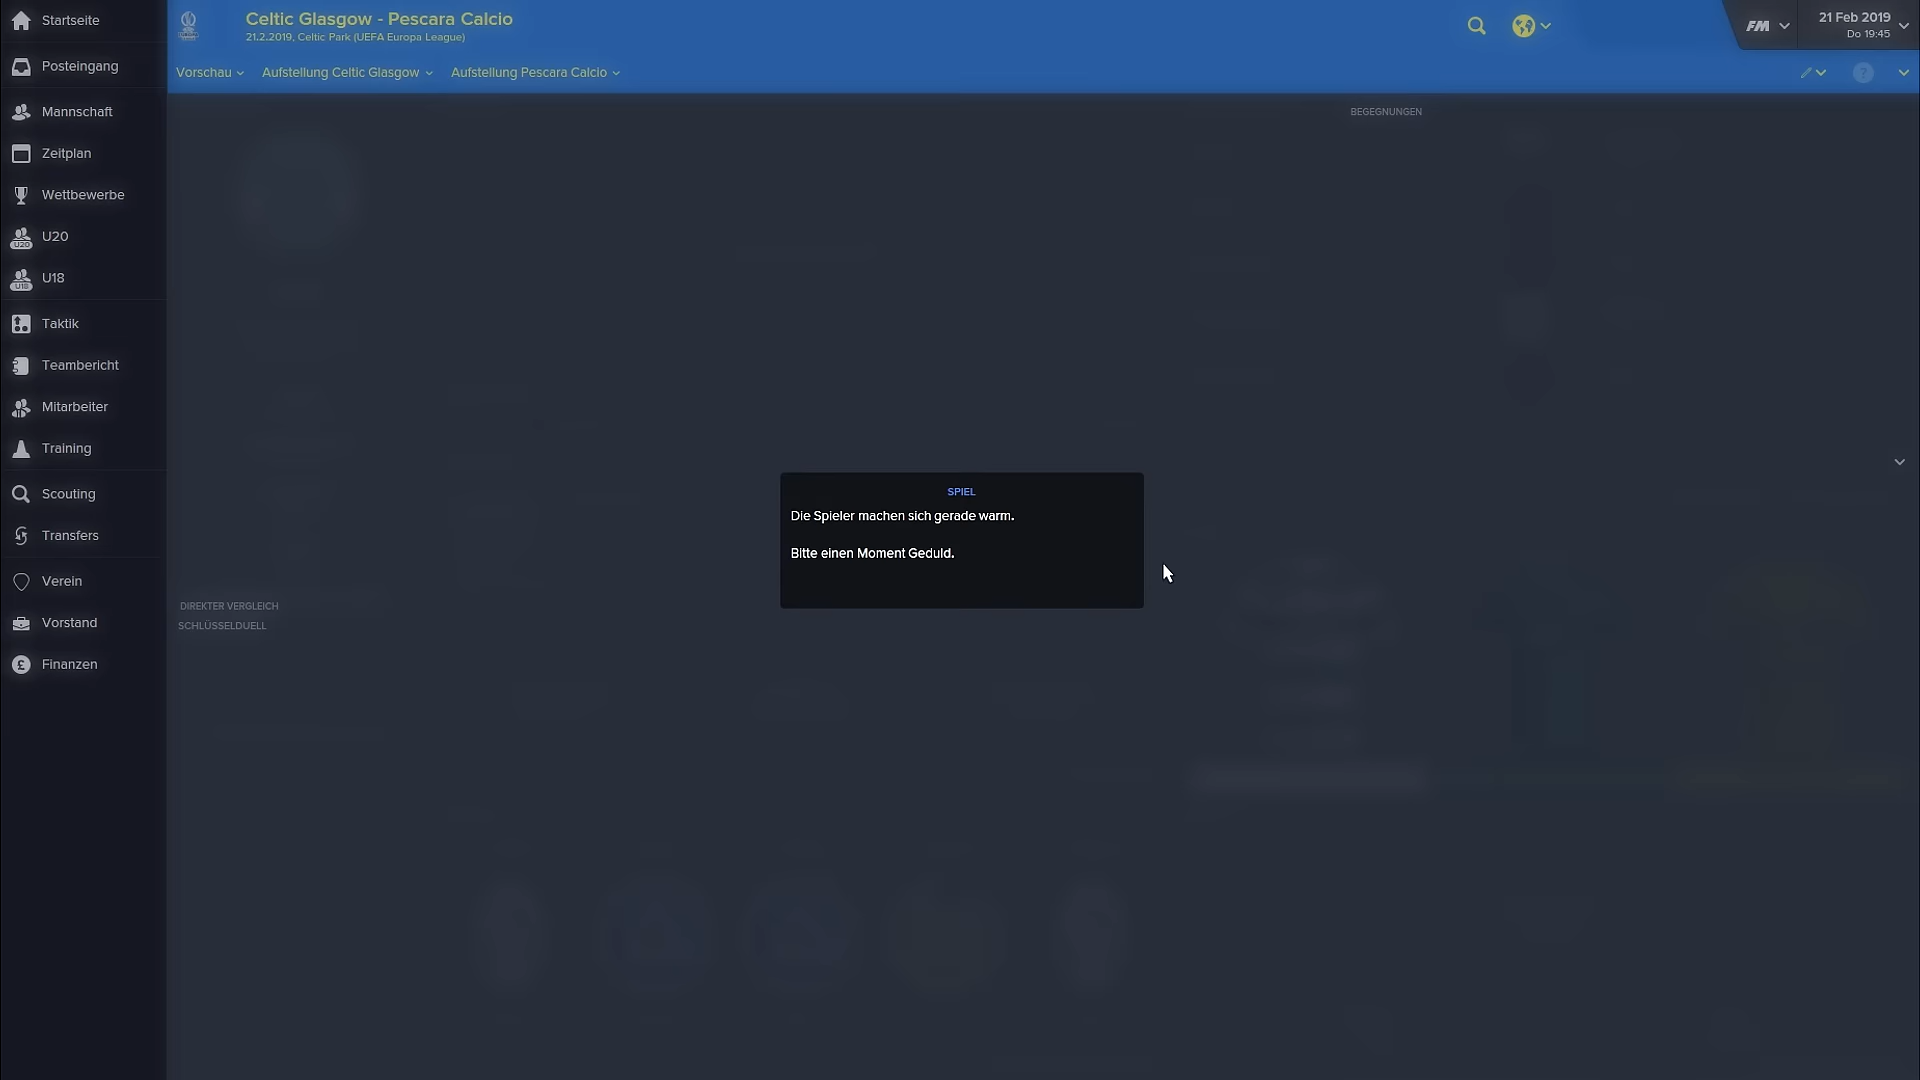 Startseite
Posteingang
Mannschaft
Zeitplan
Wettbewerbe
U20
U20
U18
U18
Taktik
Teambericht
Mitarbeiter
Training
Scouting
Transfers
Verein
Vorstand
Finanzen
Celtic Glasgow - Pescara Calcio
21.2.2019, Celtic Park (UEFA Europa League)
Vorschau
Aufstellung Celtic Glasgow
Aufstellung Pescara Calcio
FM
21 Feb 2019
Do 19:45
?
BEGEGNUNGEN
SPIEL
Die Spieler machen sich gerade warm.
Bitte einen Moment Geduld.
DIREKTER VERGLEICH
SCHLÜSSELDUELL